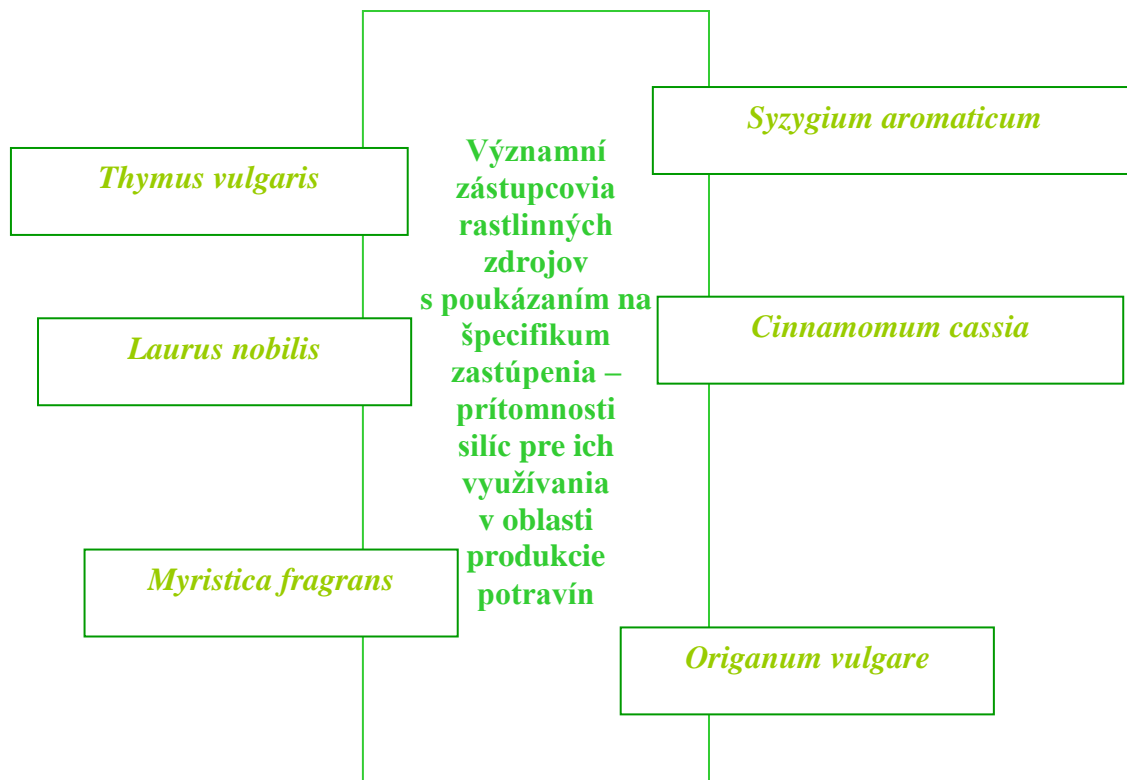 Syzygium aromaticum
Thymus vulgaris
Významní
zástupcovia
rastlinných
zdrojov
s poukázaním na
špecifikum
zastúpenia –
prítomnosti
silíc pre ich
využívania
v oblasti
produkcie
potravín
Laurus nobilis
Cinnamomum cassia
Myristica fragrans
Origanum vulgare